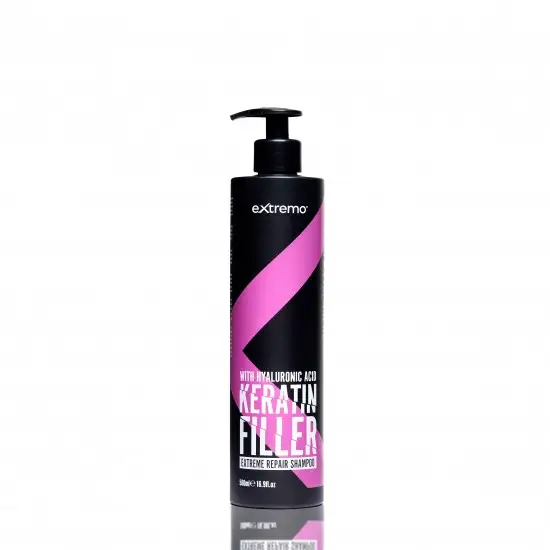 eXtremo
WITH HYALURONIC ACID
KERATIN
FILLER
EXTREME REPAIR SHAMPOO
500ml℮ 16.9fl.oz